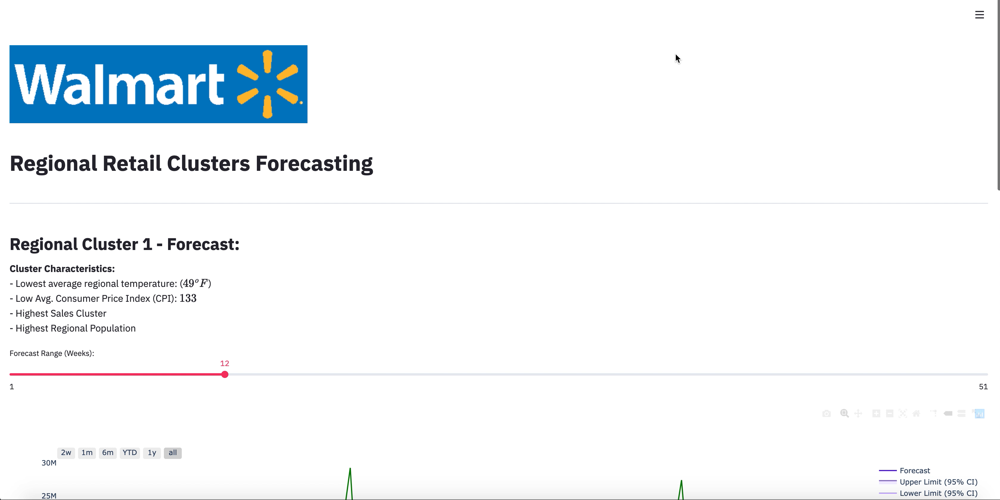 Walmart
Regional Retail Clusters Forecasting
Regional Cluster 1 - Forecast:
Cluster Characteristics:
- Lowest average regional temperature: (49°F)
- Low Avg. Consumer Price Index (CPI): 133
- Highest Sales Cluster
- Highest Regional Population
Forecast Range (Weeks):
12
1 51
2w 1m 6m YTD 1y all
30M
Forecast
Upper Limit (95% CI)
25M
Lower Limit (95% CI)